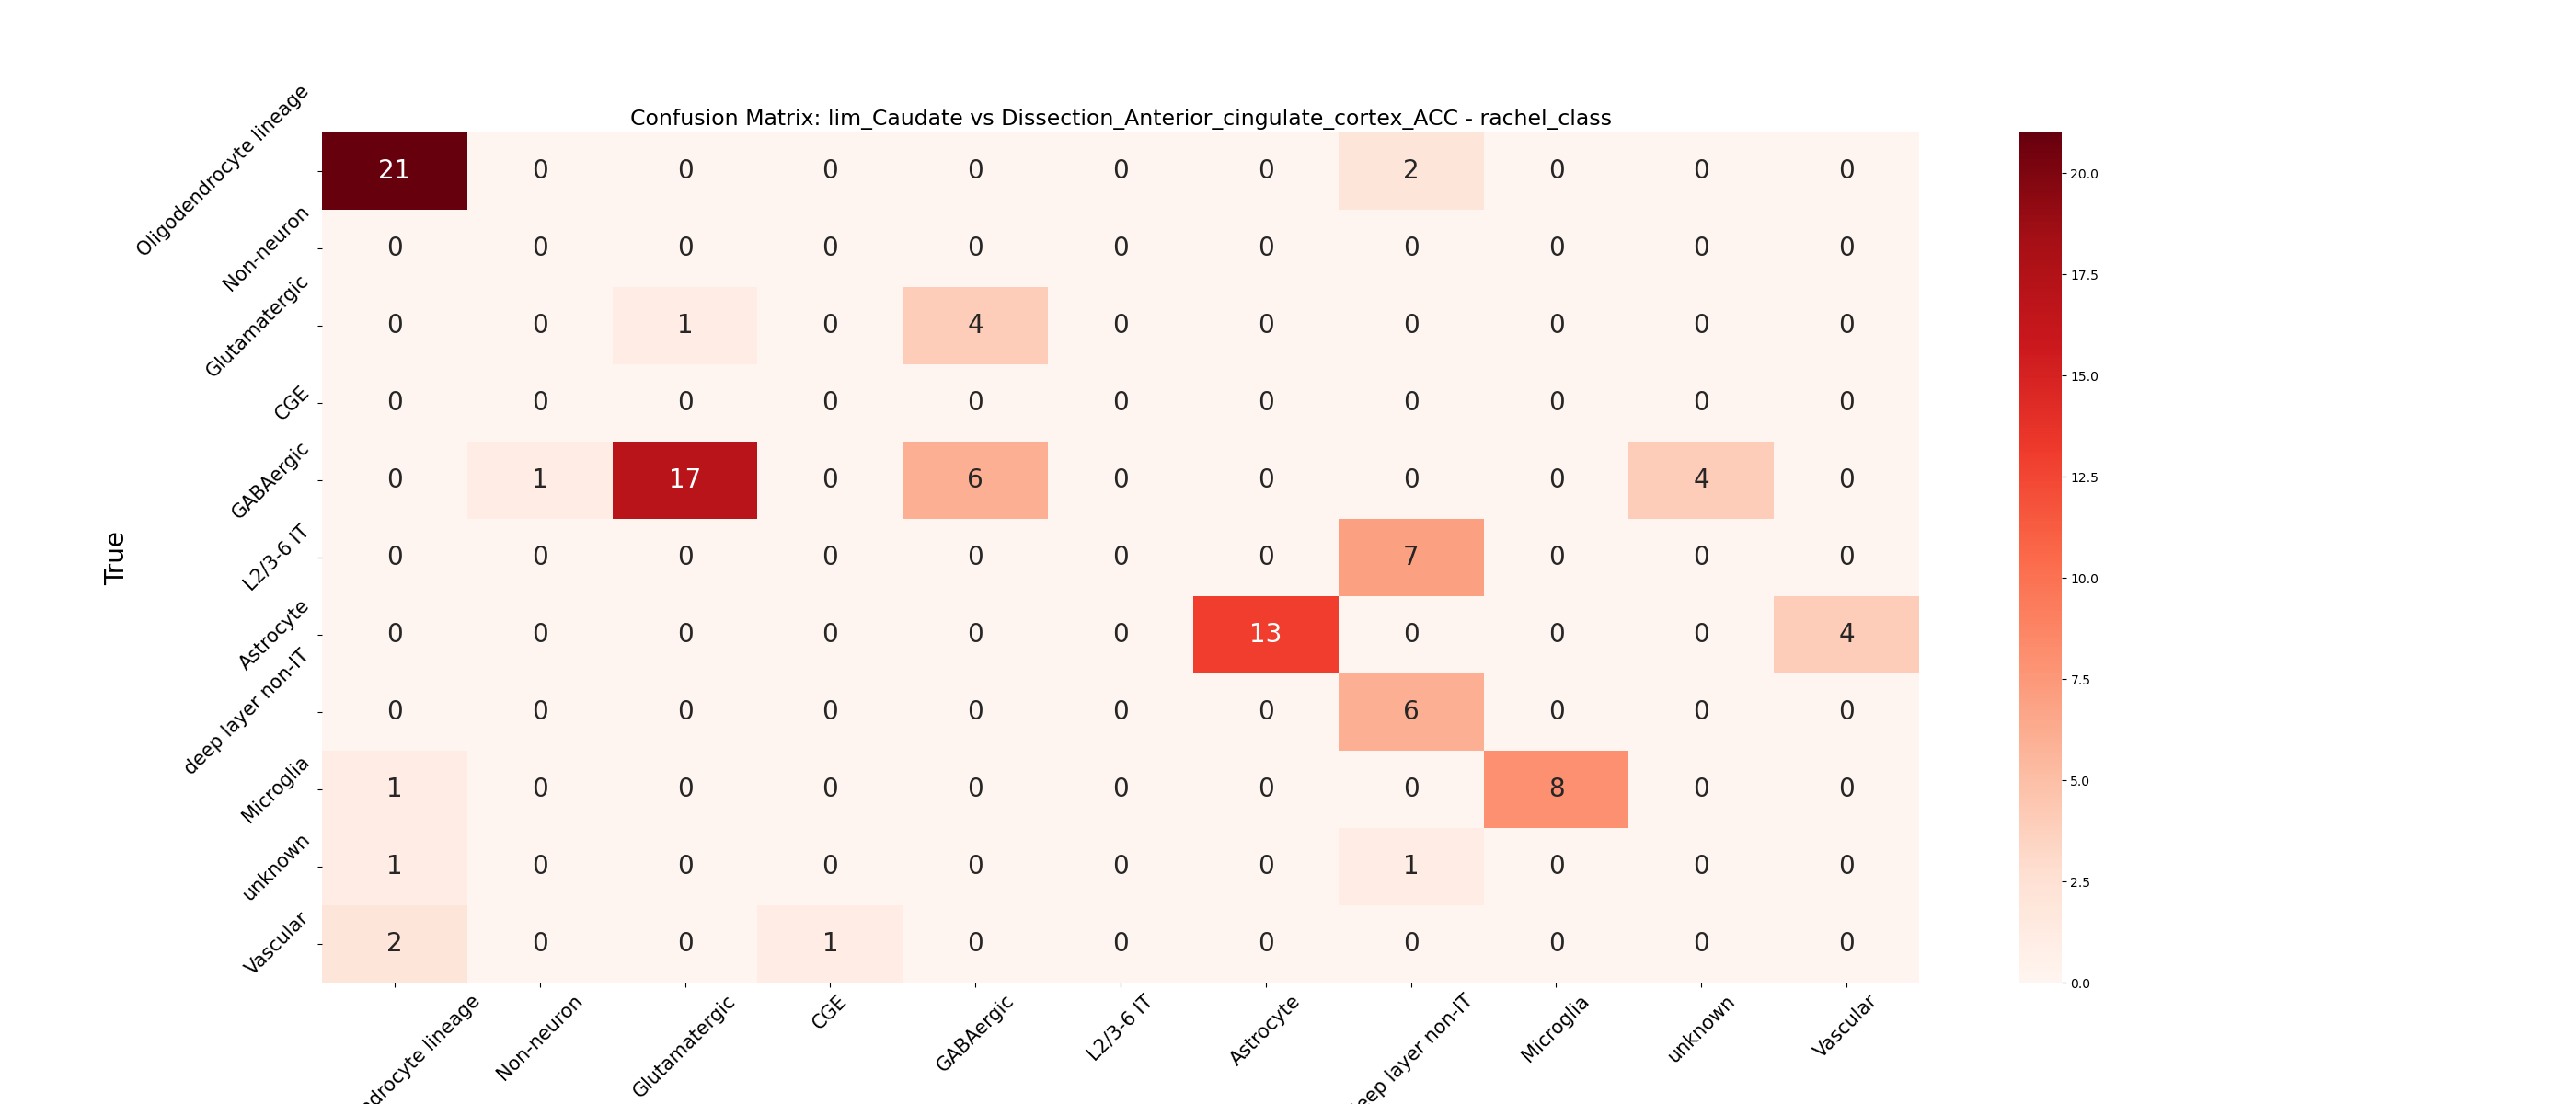 Confusion Matrix: lim_Caudate vs Dissection_Anterior_cingulate_cortex_ACC - rachel_class
True
Oligodendrocyte lineage 21 0 0 0 0 0 0 2 0 0 0
Non-neuron 0 0 0 0 0 0 0 0 0 0 0
Glutamatergic 0 0 1 0 4 0 0 0 0 0 0
CGE 0 0 0 0 0 0 0 0 0 0 0
GABAergic 0 1 17 0 6 0 0 0 0 4 0
L2/3-6 IT 0 0 0 0 0 0 0 7 0 0 0
Astrocyte 0 0 0 0 0 0 13 0 0 0 4
deep layer non-IT 0 0 0 0 0 0 0 6 0 0 0
Microglia 1 0 0 0 0 0 0 0 8 0 0
unknown 1 0 0 0 0 0 0 1 0 0 0
Vascular 2 0 0 1 0 0 0 0 0 0 0
ndrocyte lineage Non-neuron Glutamatergic CGE GABAergic L2/3-6 IT Astrocyte eep layer non-IT Microglia unknown Vascular
20.0
17.5
15.0
12.5
10.0
7.5
5.0
2.5
0.0